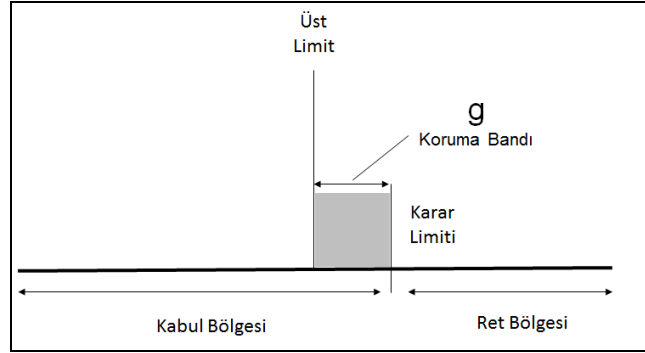 Üst
Limit
g
Koruma Bandı
Karar
Limiti
Kabul Bölgesi
Ret Bölgesi